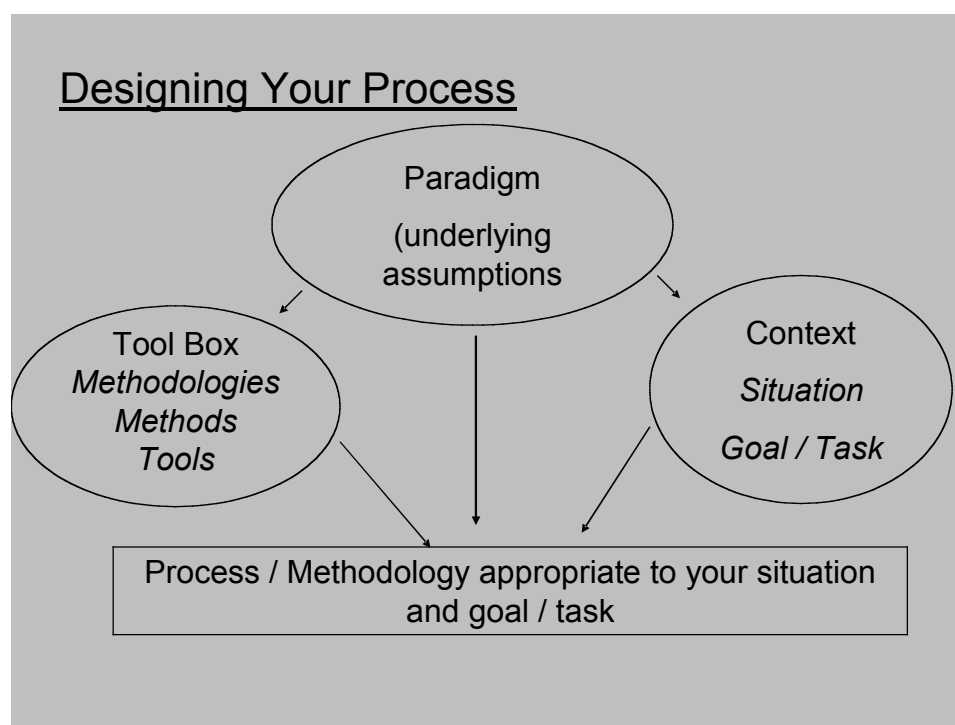 Designing Your Process
Paradigm
(underlying
assumptions
Tool Box
Methodologies
Methods
Tools
Context
Situation
Goal / Task
Process / Methodology appropriate to your situation
and goal / task